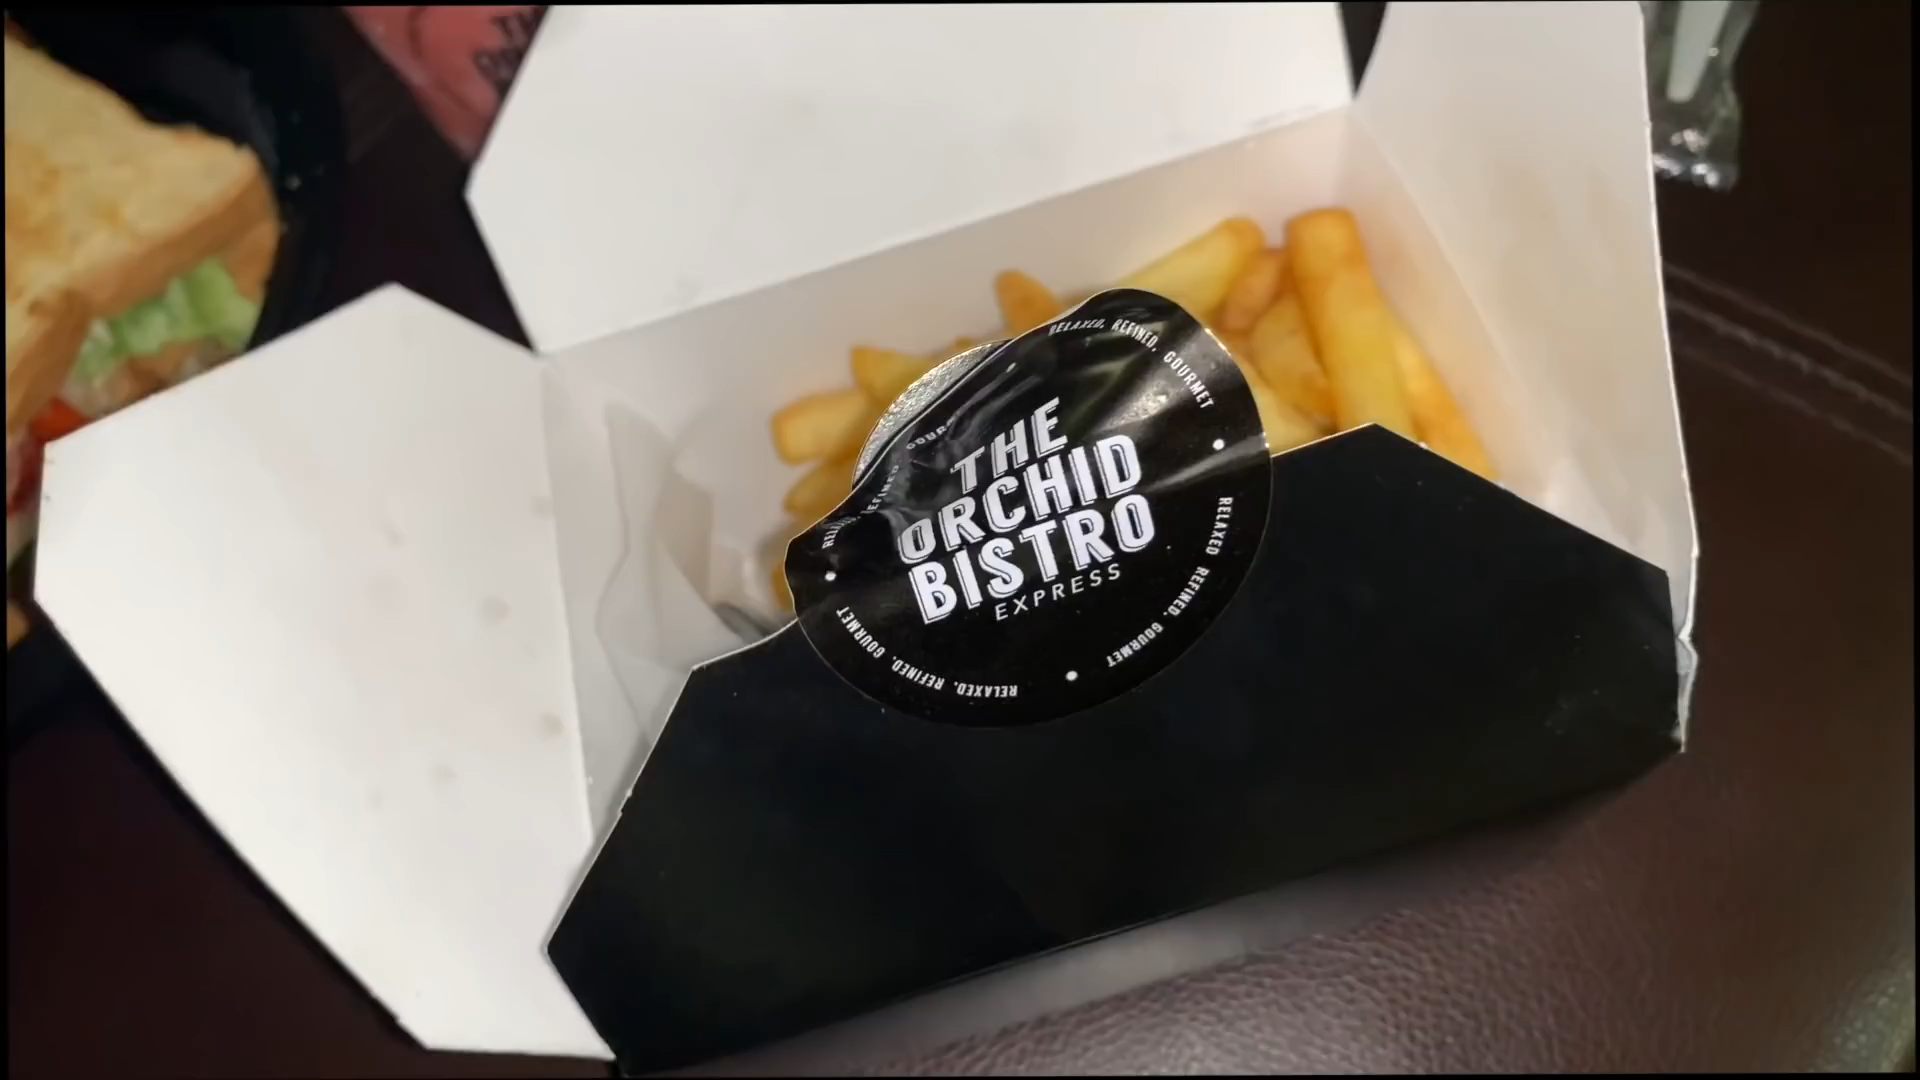 THE
ORCHID
BISTRO
EXPRESS
RELAXED. REFINED. GOURMET
RELAXED REFINED. GOURMET
RELAXED. REFINED. GOURMET